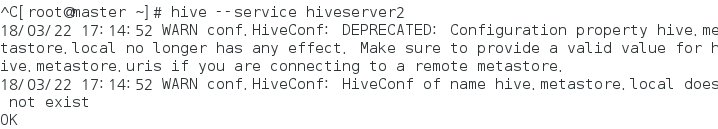 ^C[root@master ~]# hive --service hiveserver2
18/03/22 17:14:52 WARN conf.HiveConf: DEPRECATED: Configuration property hive.me
tastore.local no longer has any effect. Make sure to provide a valid value for h
ive.metastore.uris if you are connecting to a remote metastore.
18/03/22 17:14:52 WARN conf.HiveConf: HiveConf of name hive.metastore.local does
 not exist
OK